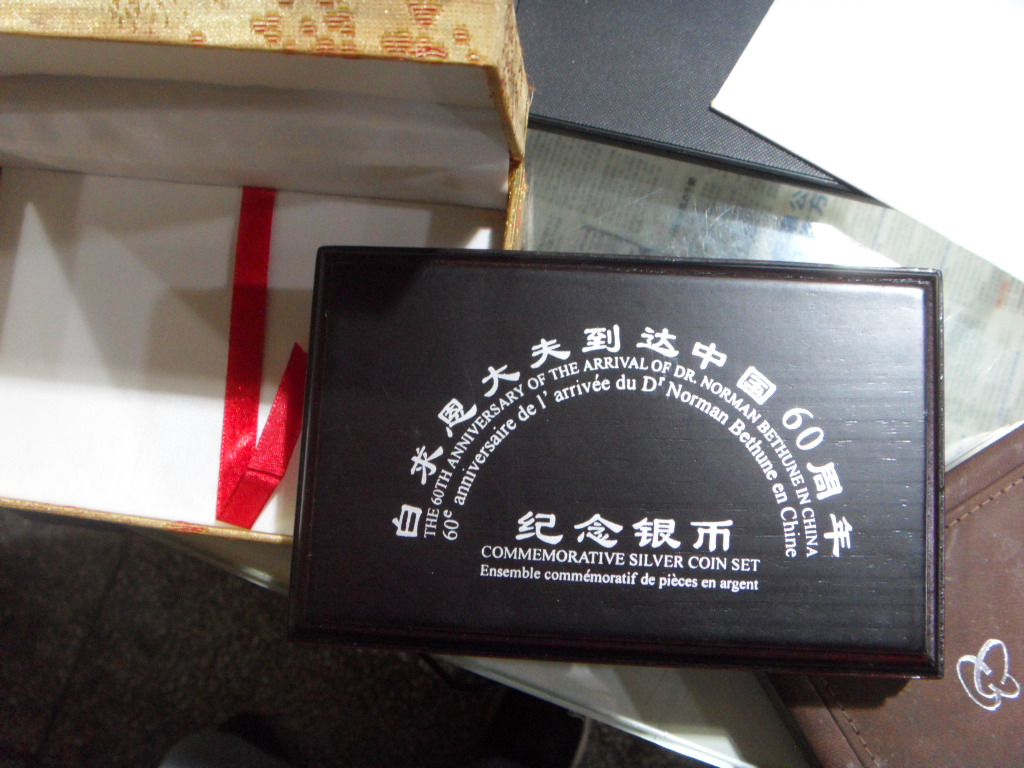 白求恩大夫到达中国60周年
THE 60TH ANNIVERSARY OF THE ARRIVAL OF DR. NORMAN BETHUNE IN CHINA
60e anniversaire de l' arrivée du Dr Norman Bethune en Chine
纪念银币
COMMEMORATIVE SILVER COIN SET
Ensemble commémoratif de pièces en argent